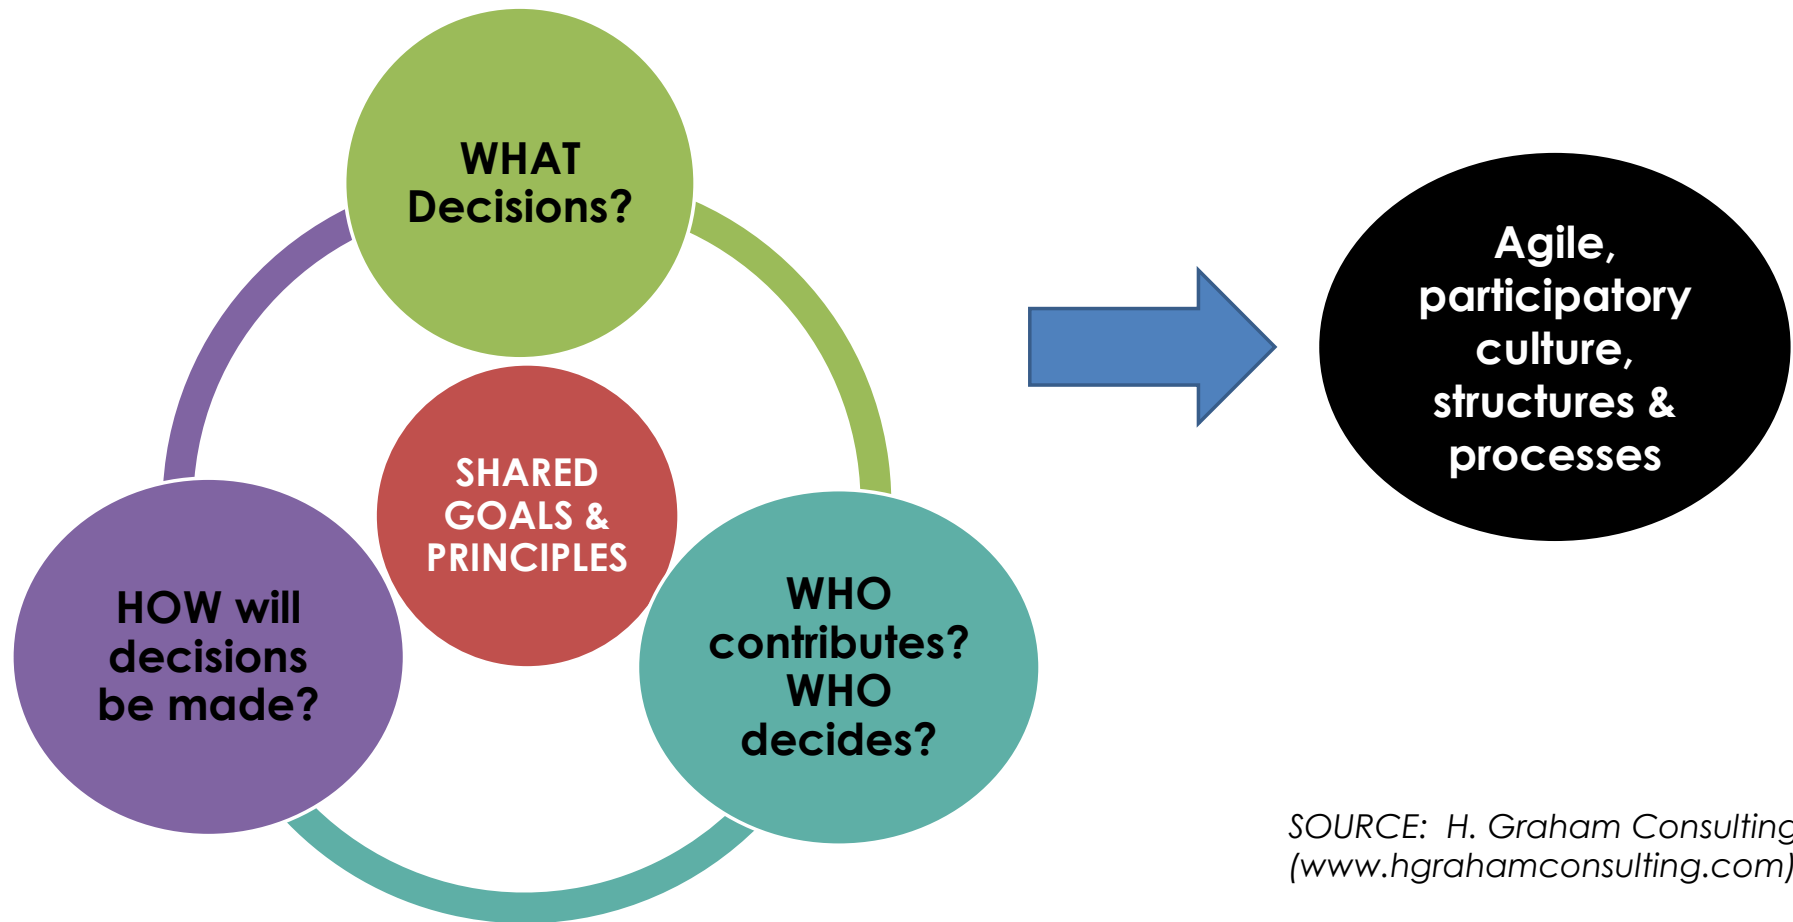 WHAT
Decisions?
SHARED
GOALS &
PRINCIPLES
HOW will
decisions
be made?
WHO
contributes?
WHO
decides?
Agile,
participatory
culture,
structures &
processes
SOURCE:  H. Graham Consulting
(www.hgrahamconsulting.com)